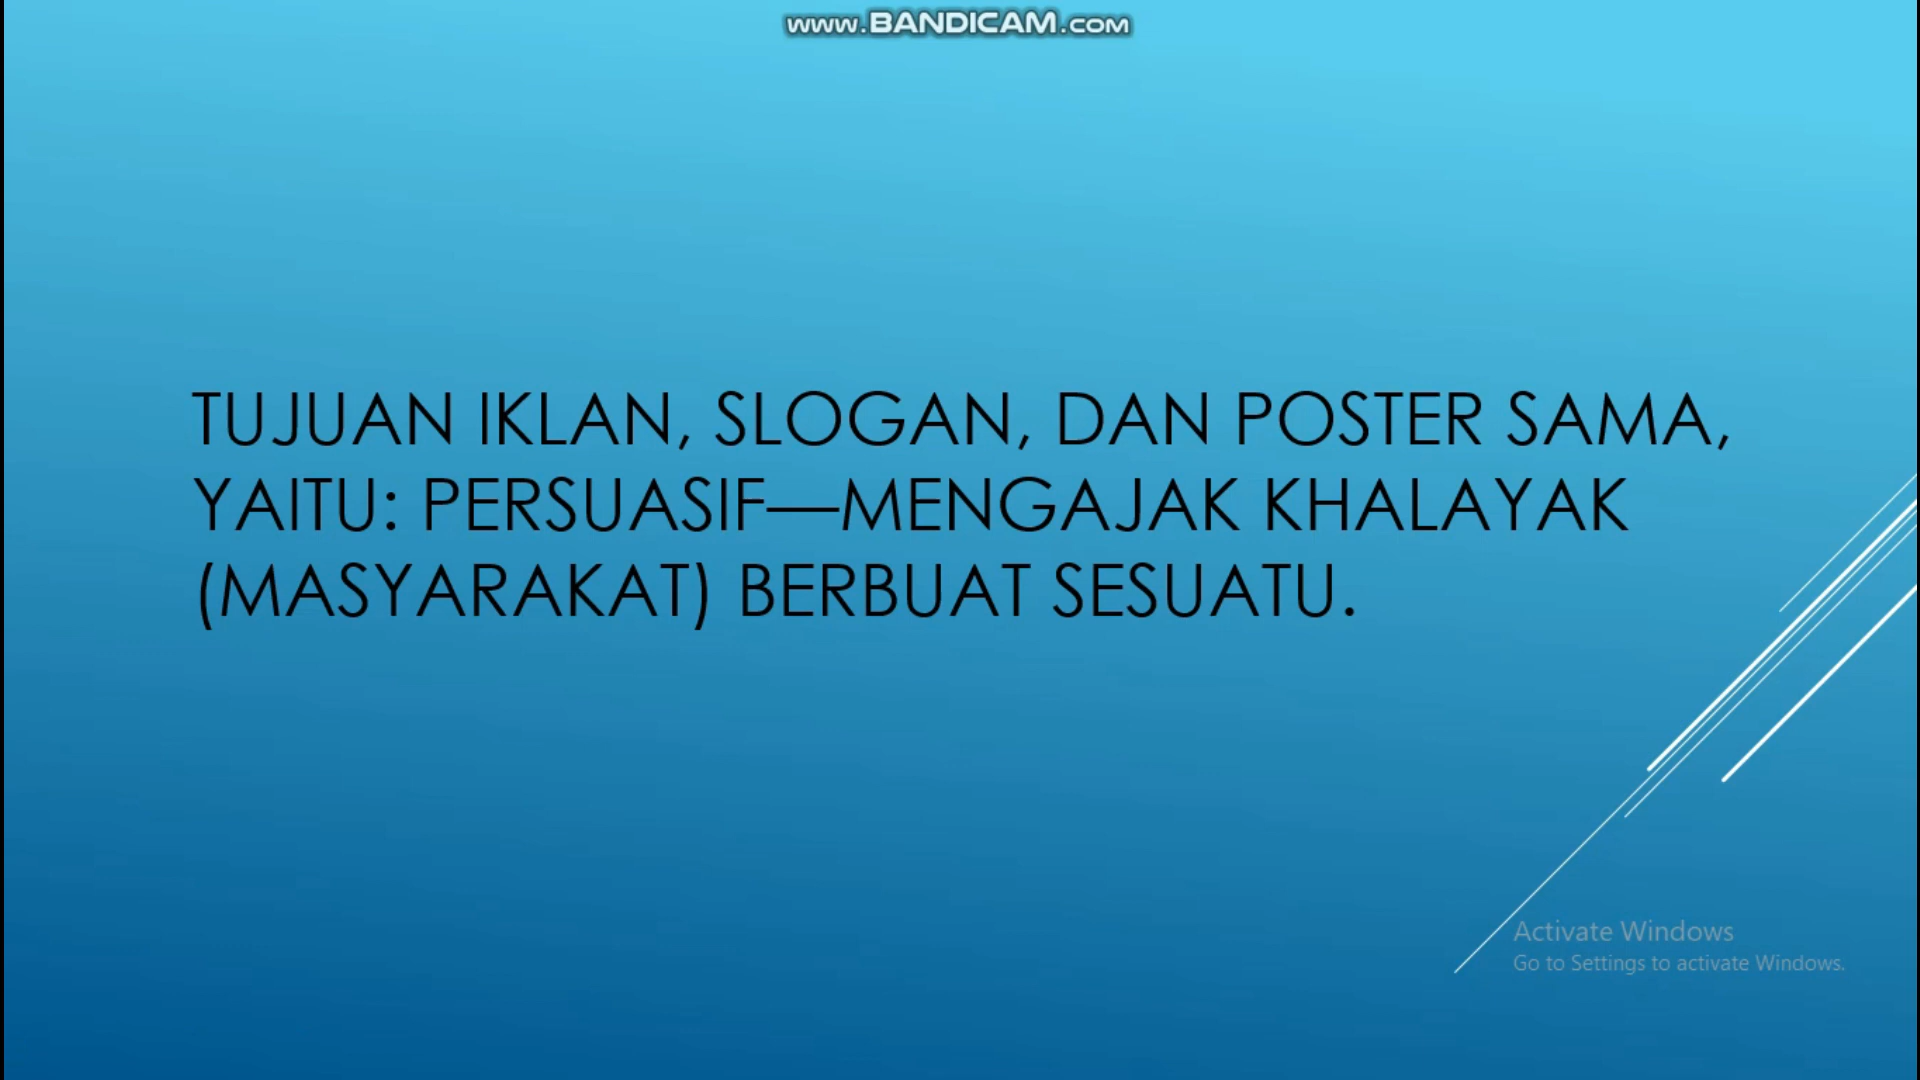 www.BANDICAM.com
TUJUAN IKLAN, SLOGAN, DAN POSTER SAMA,
YAITU: PERSUASIF—MENGAJAK KHALAYAK
(MASYARAKAT) BERBUAT SESUATU.
Activate Windows
Go to Settings to activate Windows.